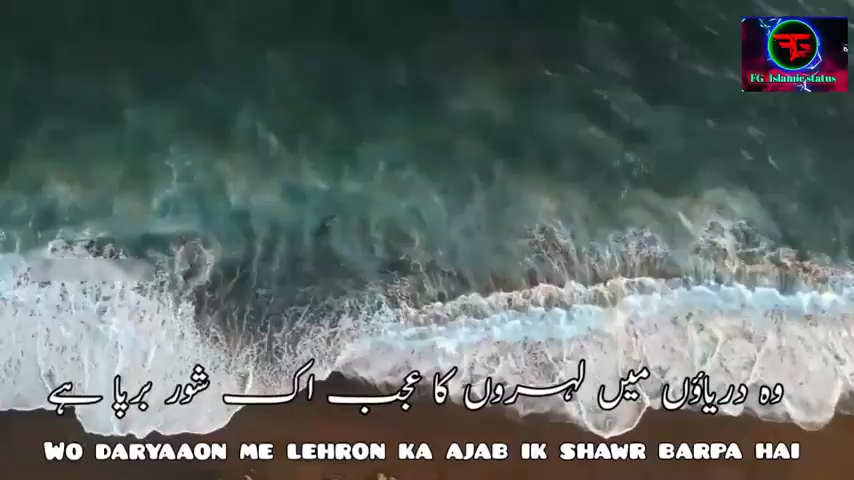 FG Islamic status
وہ دریاؤں میں لہروں کا عجب اک شور برپا ہے
WO DARYAAON ME LEHRON KA AJAB IK SHAWR BARPA HAI